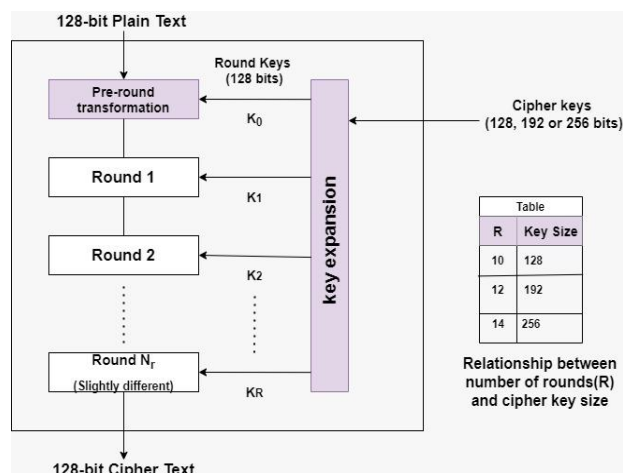 128-bit Plain Text
Round Keys
(128 bits)
Pre-round
transformation
K0
Cipher keys
(128, 192 or 256 bits)
Round 1
K1
key expansion
Round 2
K2
Round Nr
(Slightly different)
KR
128-bit Cipher Text
Table
R Key Size
10 128
12 192
14 256
Relationship between
number of rounds(R)
and cipher key size